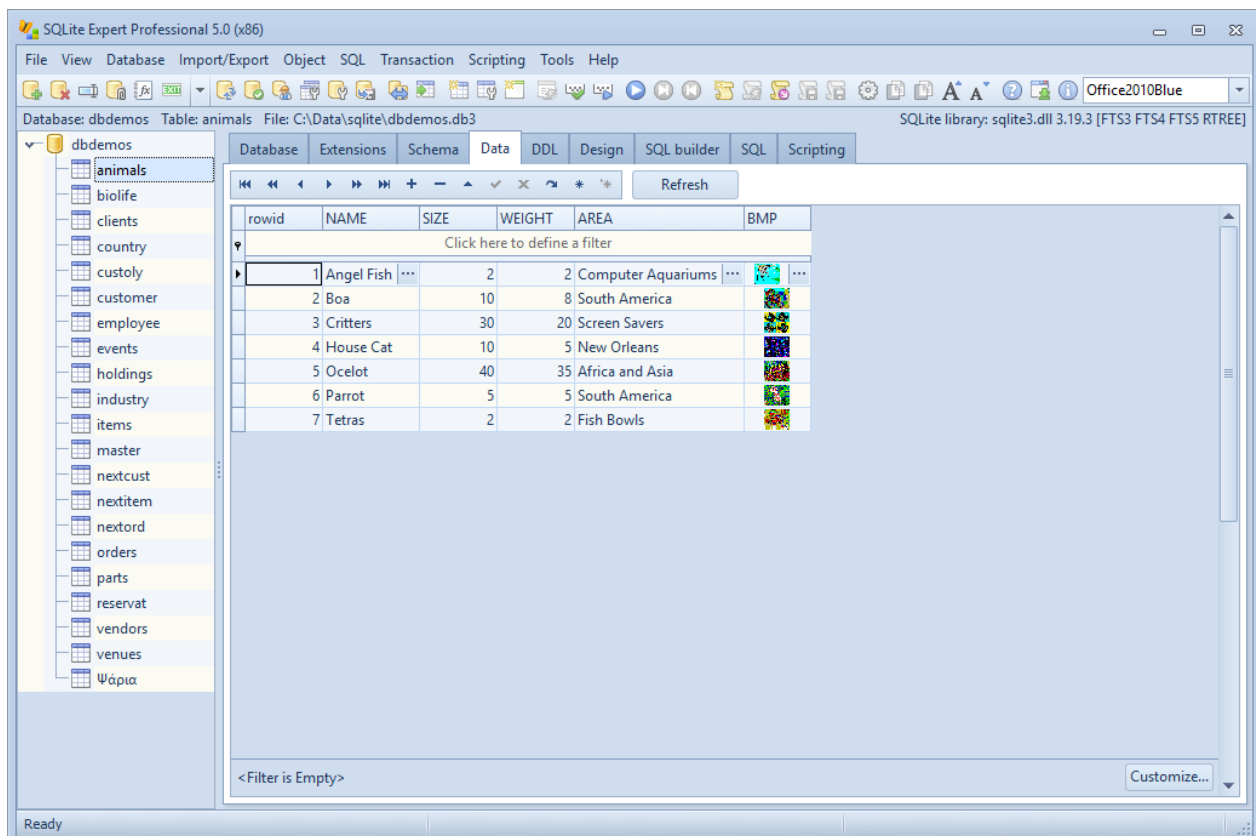 SQLite Expert Professional 5.0 (x86)
File View Database Import/Export Object SQL Transaction Scripting Tools Help
fx EXIT A A Office2010Blue
Database: dbdemos Table: animals File: C:\Data\sqlite\dbdemos.db3 SQLite library: sqlite3.dll 3.19.3 [FTS3 FTS4 FTS5 RTREE]
dbdemos
animals
biolife
clients
country
custoly
customer
employee
events
holdings
industry
items
master
nextcust
nextitem
nextord
orders
parts
reservat
vendors
venues
Ψάρια
Database Extensions Schema Data DDL Design SQL builder SQL Scripting
Refresh
rowid NAME SIZE WEIGHT AREA BMP
Click here to define a filter
1 Angel Fish ... 2 2 Computer Aquariums ... ...
2 Boa 10 8 South America
3 Critters 30 20 Screen Savers
4 House Cat 10 5 New Orleans
5 Ocelot 40 35 Africa and Asia
6 Parrot 5 5 South America
7 Tetras 2 2 Fish Bowls
<Filter is Empty> Customize...
Ready